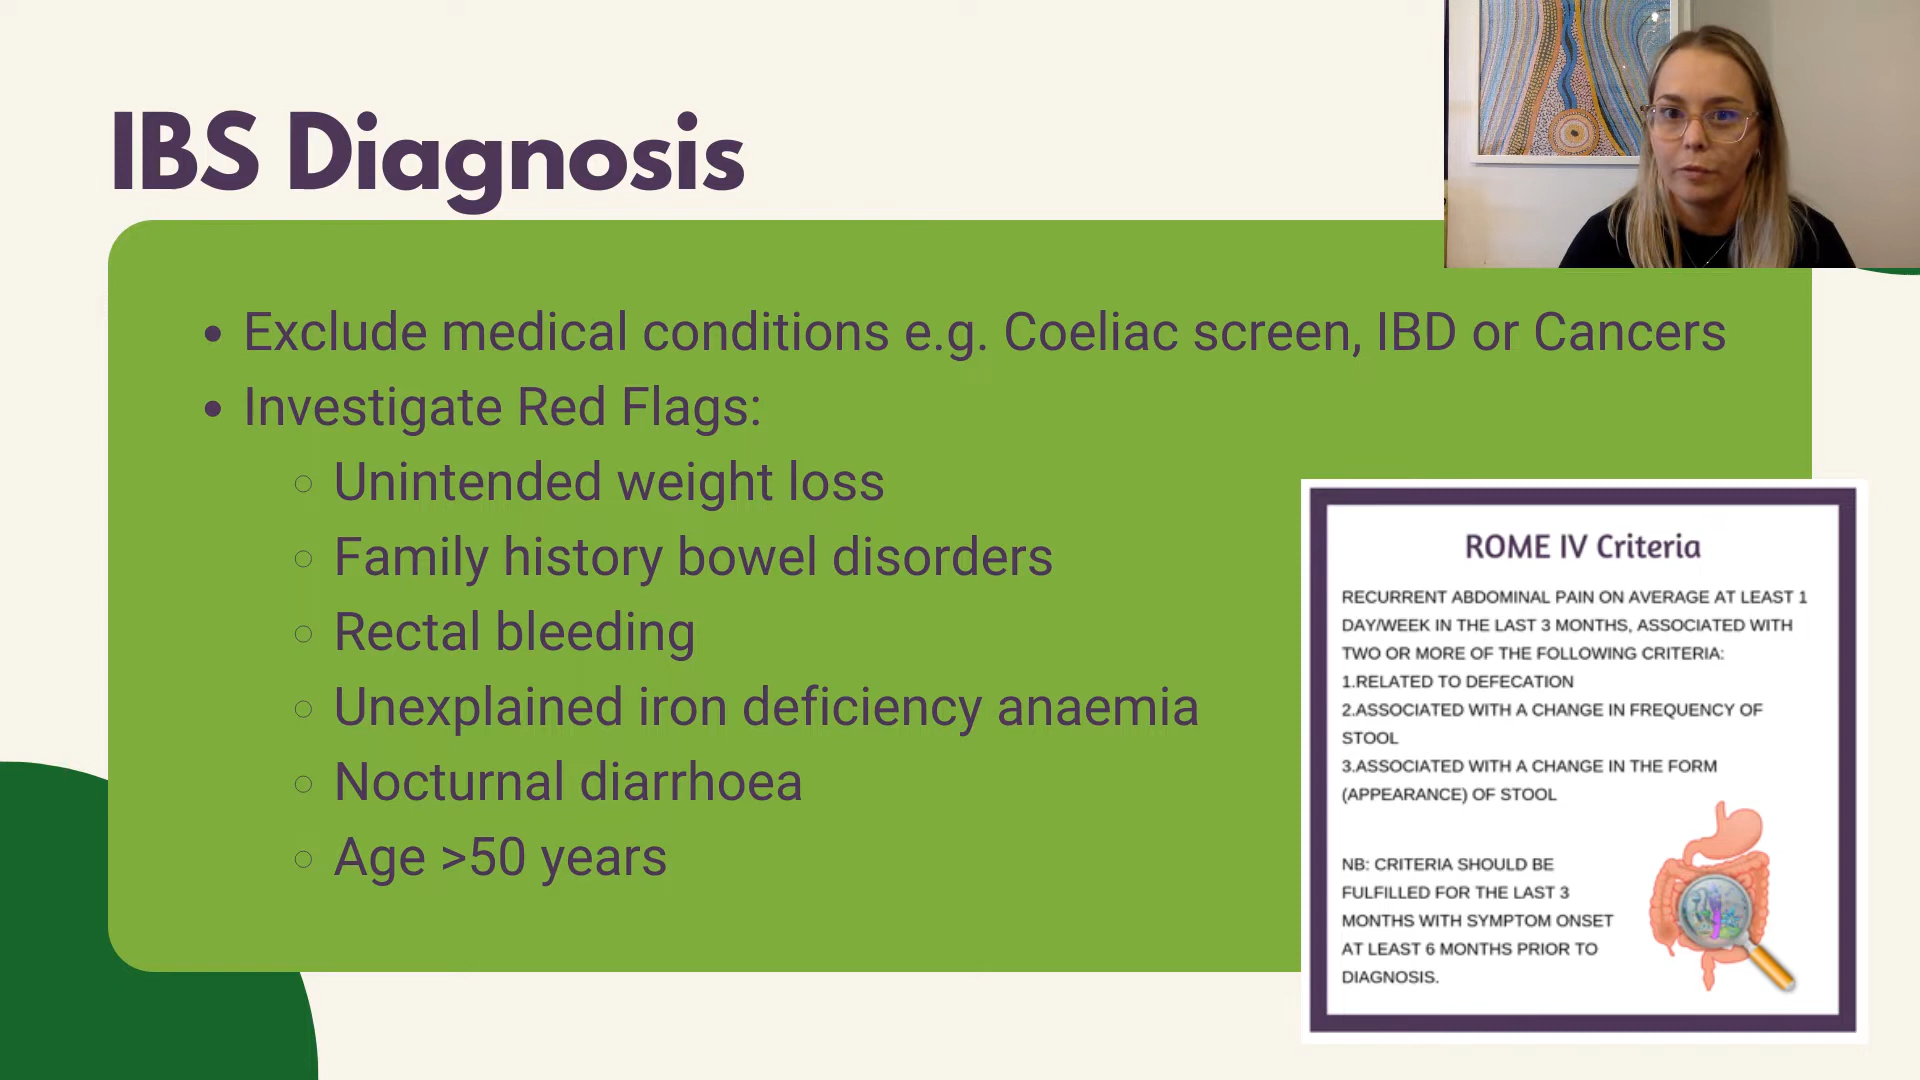 IBS Diagnosis
• Exclude medical conditions e.g. Coeliac screen, IBD or Cancers
• Investigate Red Flags:
○ Unintended weight loss
○ Family history bowel disorders
○ Rectal bleeding
○ Unexplained iron deficiency anaemia
○ Nocturnal diarrhoea
○ Age >50 years
ROME IV Criteria
RECURRENT ABDOMINAL PAIN ON AVERAGE AT LEAST 1
DAY/WEEK IN THE LAST 3 MONTHS, ASSOCIATED WITH
TWO OR MORE OF THE FOLLOWING CRITERIA:
1.RELATED TO DEFECATION
2.ASSOCIATED WITH A CHANGE IN FREQUENCY OF
STOOL
3.ASSOCIATED WITH A CHANGE IN THE FORM
(APPEARANCE) OF STOOL
NB: CRITERIA SHOULD BE
FULFILLED FOR THE LAST 3
MONTHS WITH SYMPTOM ONSET
AT LEAST 6 MONTHS PRIOR TO
DIAGNOSIS.